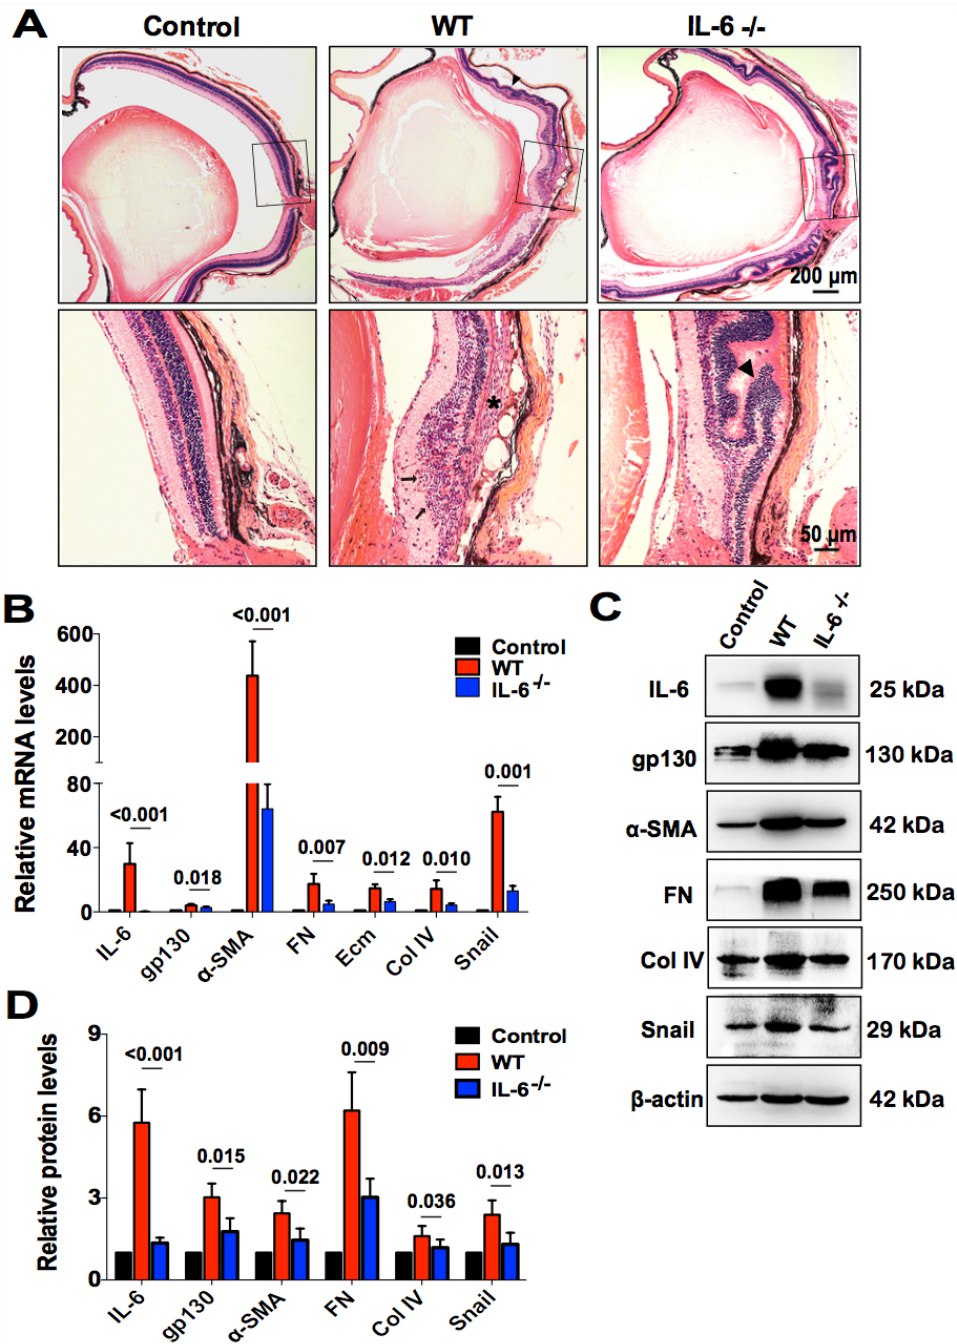 A
Control
WT
IL-6 -/-
*
200 µm
50 µm
B
Relative mRNA levels
600
400
200
80
40
0
<0.001
0.018
<0.001
0.007
0.012
0.010
0.001
Control
WT
IL-6 -/-
IL-6
gp130
α-SMA
FN
Ecm
Col IV
Snail
C
Control
WT
IL-6 -/-
IL-6
25 kDa
gp130
130 kDa
α-SMA
42 kDa
FN
250 kDa
Col IV
170 kDa
Snail
29 kDa
β-actin
42 kDa
D
Relative protein levels
9
6
3
0
<0.001
0.015
0.022
0.009
0.036
0.013
Control
WT
IL-6 -/-
IL-6
gp130
α-SMA
FN
Col IV
Snail